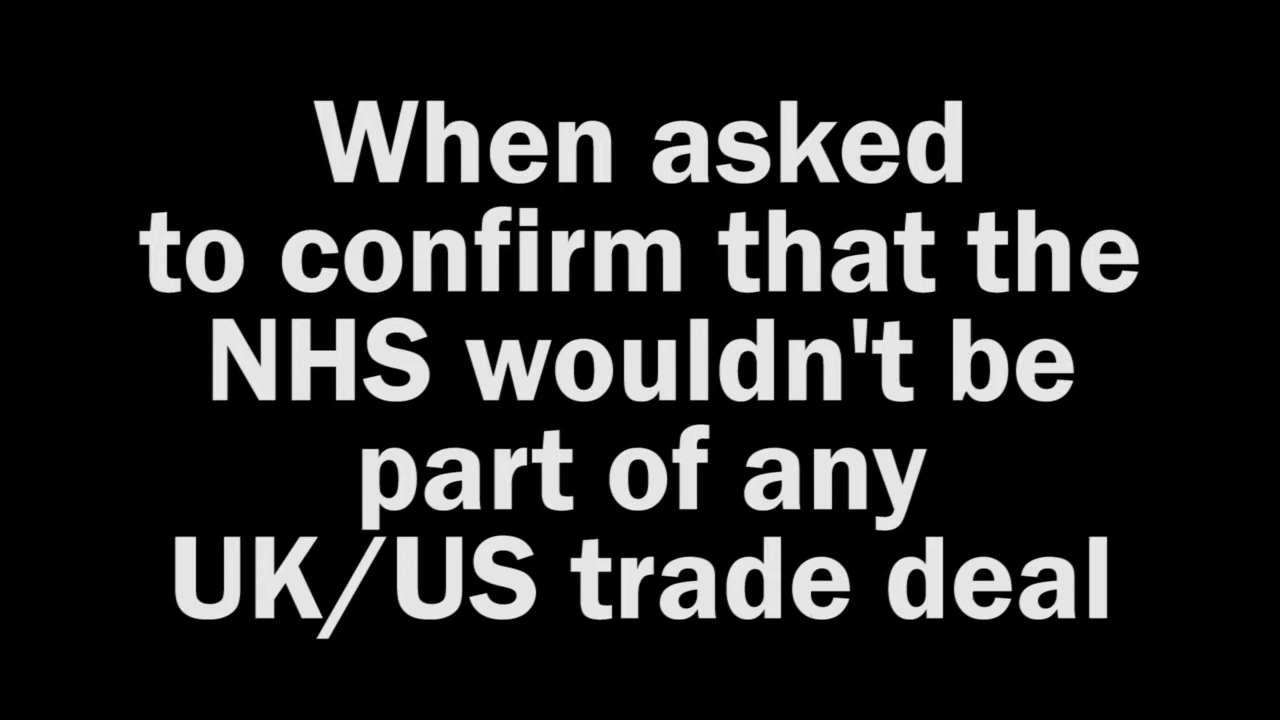 When asked
to confirm that the
NHS wouldn't be
part of any
UK/US trade deal